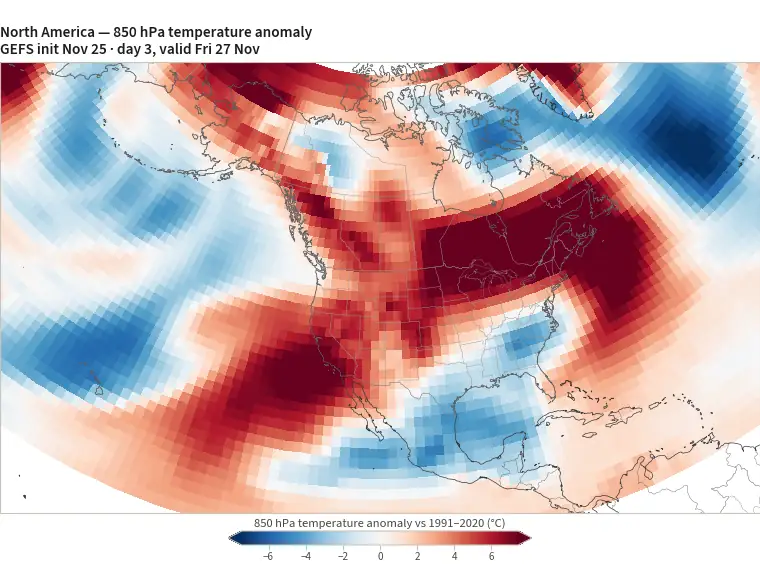 North America — 850 hPa temperature anomaly
GEFS init Nov 25 · day 3, valid Fri 27 Nov
850 hPa temperature anomaly vs 1991–2020 (°C)
−6 −4 −2 0 2 4 6